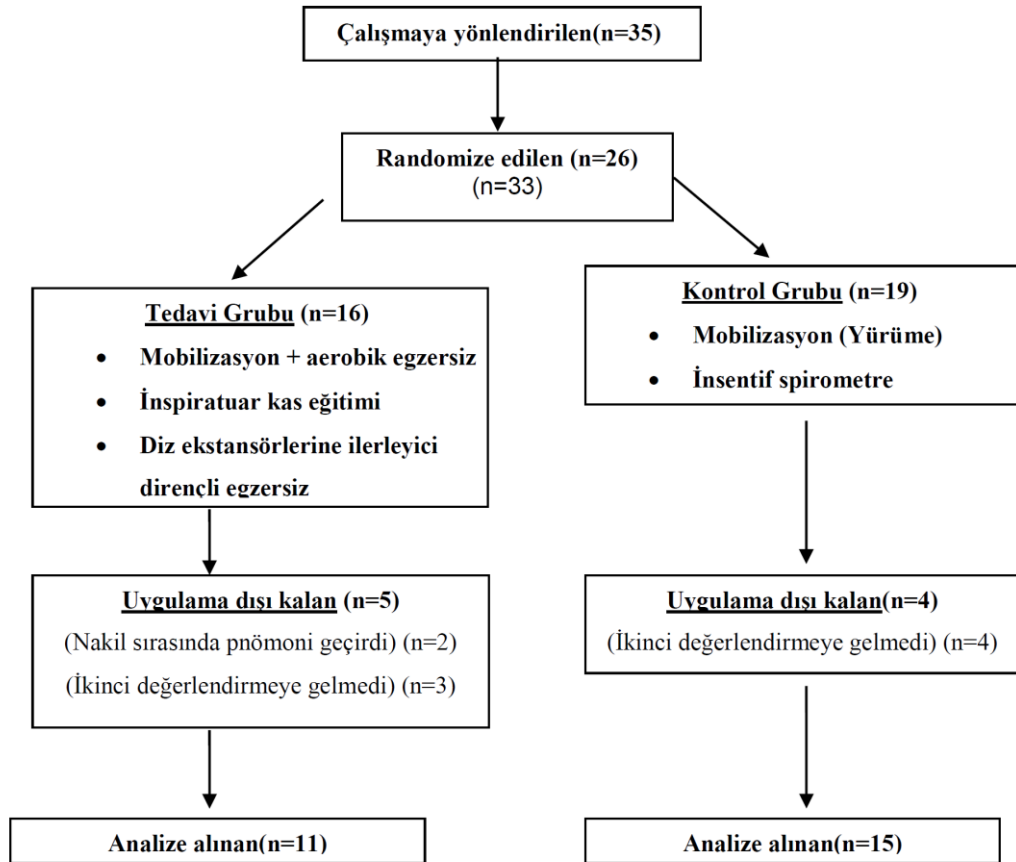 Çalışmaya yönlendirilen(n=35)
Randomize edilen (n=26)
(n=33)
Tedavi Grubu (n=16)
• Mobilizasyon + aerobik egzersiz
• İnspiratuar kas eğitimi
• Diz ekstansörlerine ilerleyici
dirençli egzersiz
Kontrol Grubu (n=19)
• Mobilizasyon (Yürüme)
• İnsentif spirometre
Uygulama dışı kalan (n=5)
(Nakil sırasında pnömoni geçirdi) (n=2)
(İkinci değerlendirmeye gelmedi) (n=3)
Uygulama dışı kalan(n=4)
(İkinci değerlendirmeye gelmedi) (n=4)
Analize alınan(n=11)
Analize alınan(n=15)